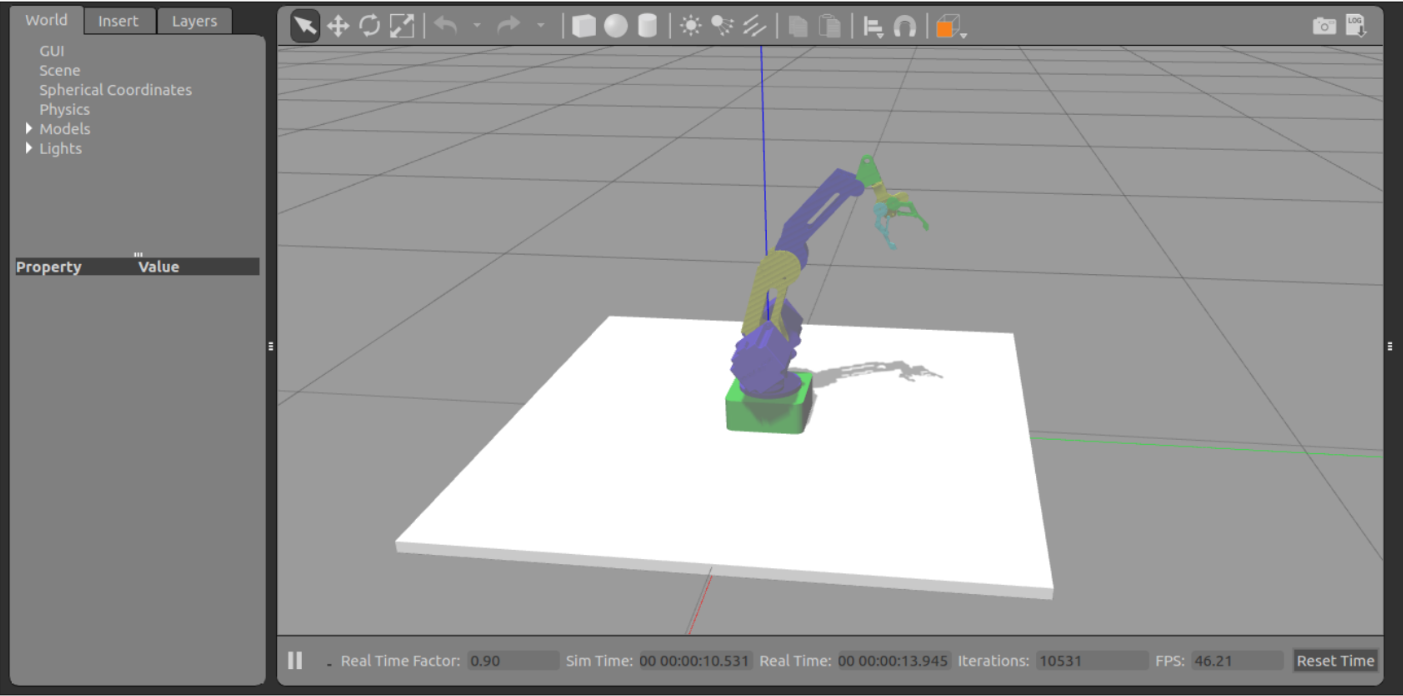 World Insert Layers
GUI
Scene
Spherical Coordinates
Physics
Models
Lights
Property Value
LOG
Real Time Factor: 0.90 Sim Time: 00 00:00:10.531 Real Time: 00 00:00:13.945 Iterations: 10531 FPS: 46.21 Reset Time